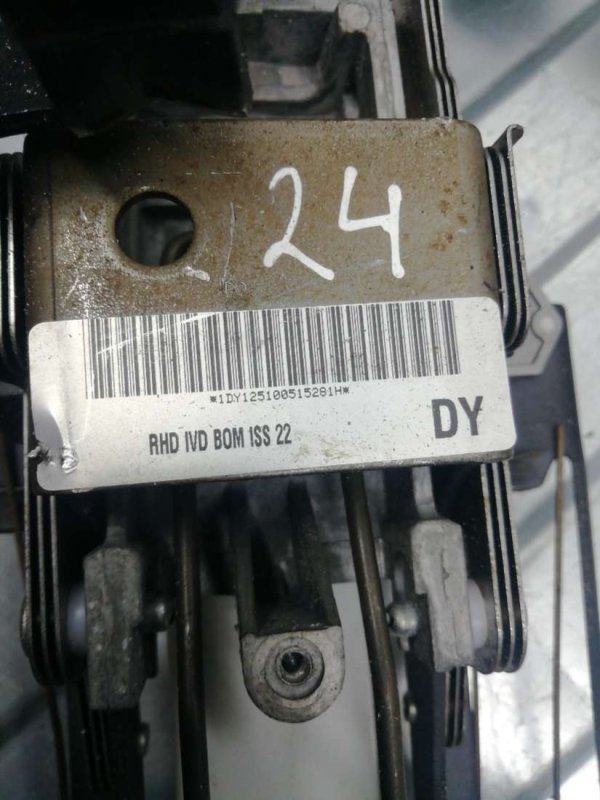 24
*1DY125100515281H*
RHD IVD BOM ISS 22
DY